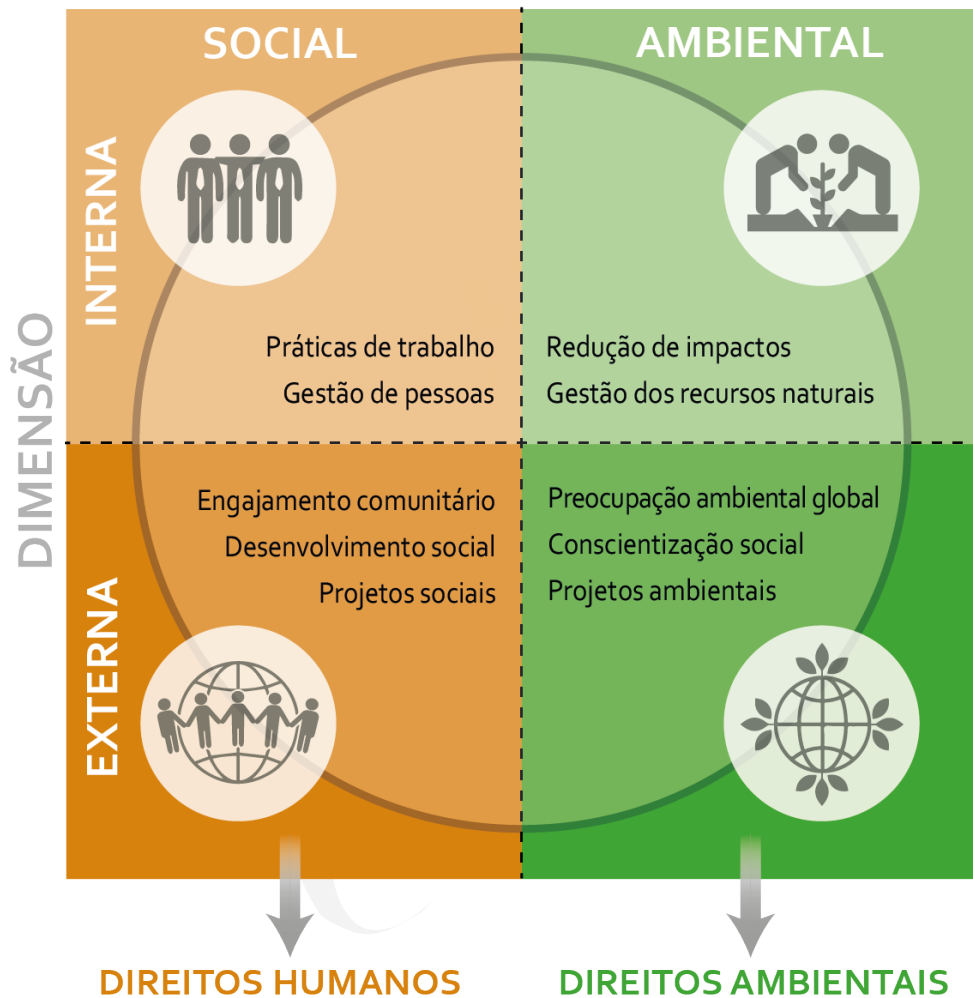 SOCIAL
AMBIENTAL
DIMENSÃO
INTERNA
Práticas de trabalho
Gestão de pessoas
Redução de impactos
Gestão dos recursos naturais
EXTERNA
Engajamento comunitário
Desenvolvimento social
Projetos sociais
Preocupação ambiental global
Conscientização social
Projetos ambientais
DIREITOS HUMANOS
DIREITOS AMBIENTAIS